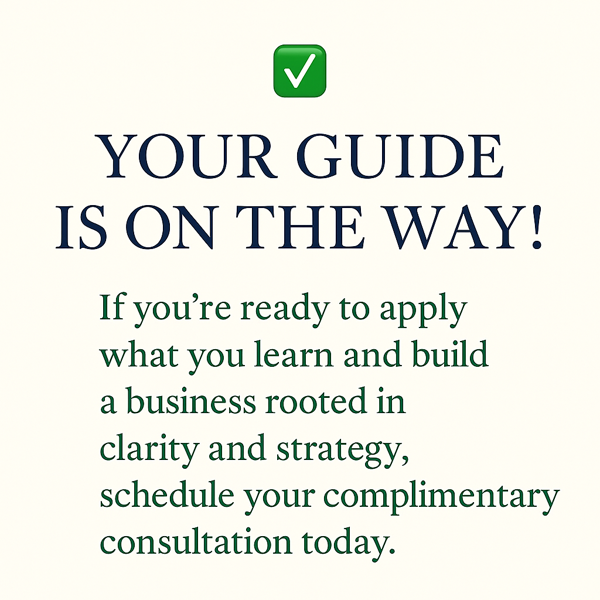 YOUR GUIDE
IS ON THE WAY!
If you’re ready to apply
what you learn and build
a business rooted in
clarity and strategy,
schedule your complimentary
consultation today.